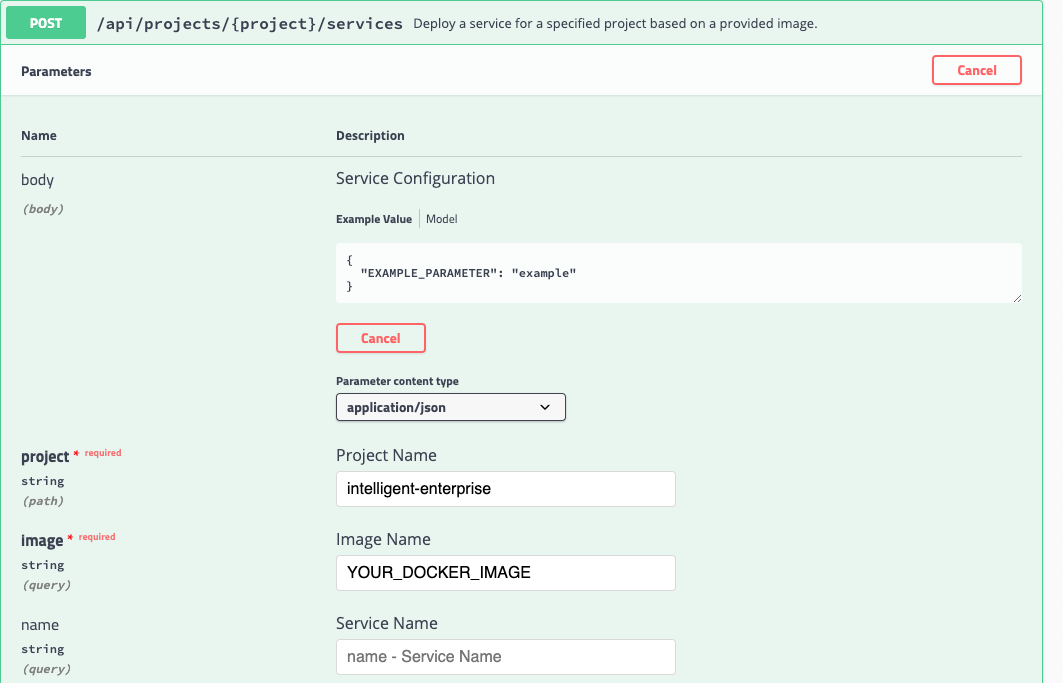 POST /api/projects/{project}/services Deploy a service for a specified project based on a provided image.
Parameters Cancel
Name Description
body Service Configuration
(body)
Example Value Model
{
"EXAMPLE_PARAMETER": "example"
}
Cancel
Parameter content type
application/json
project * required Project Name
string intelligent-enterprise
(path)
image * required Image Name
string YOUR_DOCKER_IMAGE
(query)
name Service Name
string name - Service Name
(query)